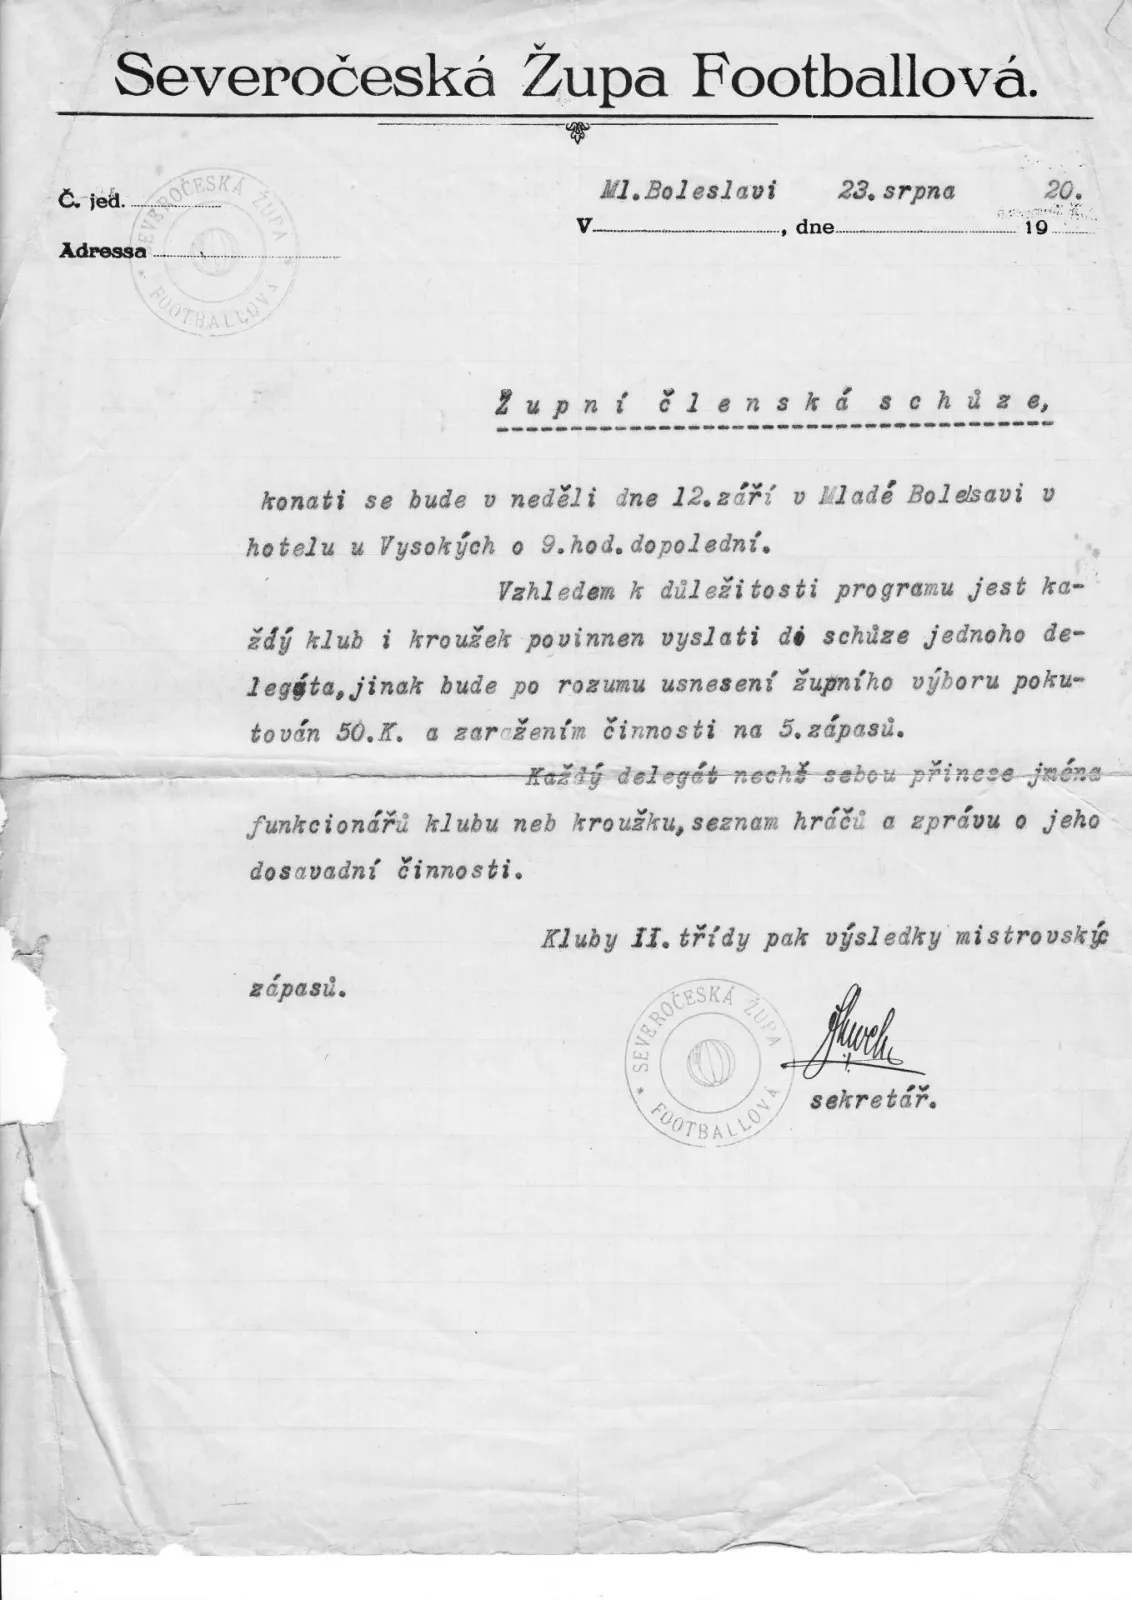 Severočeská Župa Footballová.
Č. jed.
Adressa
SEVEROČESKÁ ŽUPA
* FOOTBALLOVÁ *
Ml.Boleslavi 23.srpna 20.
V , dne 19
Župní členská schůze,
konati se bude v neděli dne 12.září v Mladé Bolelsavi v
hotelu u Vysokých o 9.hod.dopolední.
Vzhledem k důležitosti programu jest ka-
ždý klub i kroužek povinnen vyslati do schůze jednoho de-
legáta,jinak bude po rozumu usnesení župního výboru poku-
tován 50.K. a zaražením činnosti na 5.zápasů.
Každý delegát nechť sebou přinese jména
funkcionářů klubu neb kroužku,seznam hráčů a zprávu o jeho
dosavadní činnosti.
Kluby II.třídy pak výsledky mistrovskýc
zápasů.
SEVEROČESKÁ ŽUPA
* FOOTBALLOVÁ
sekretář.